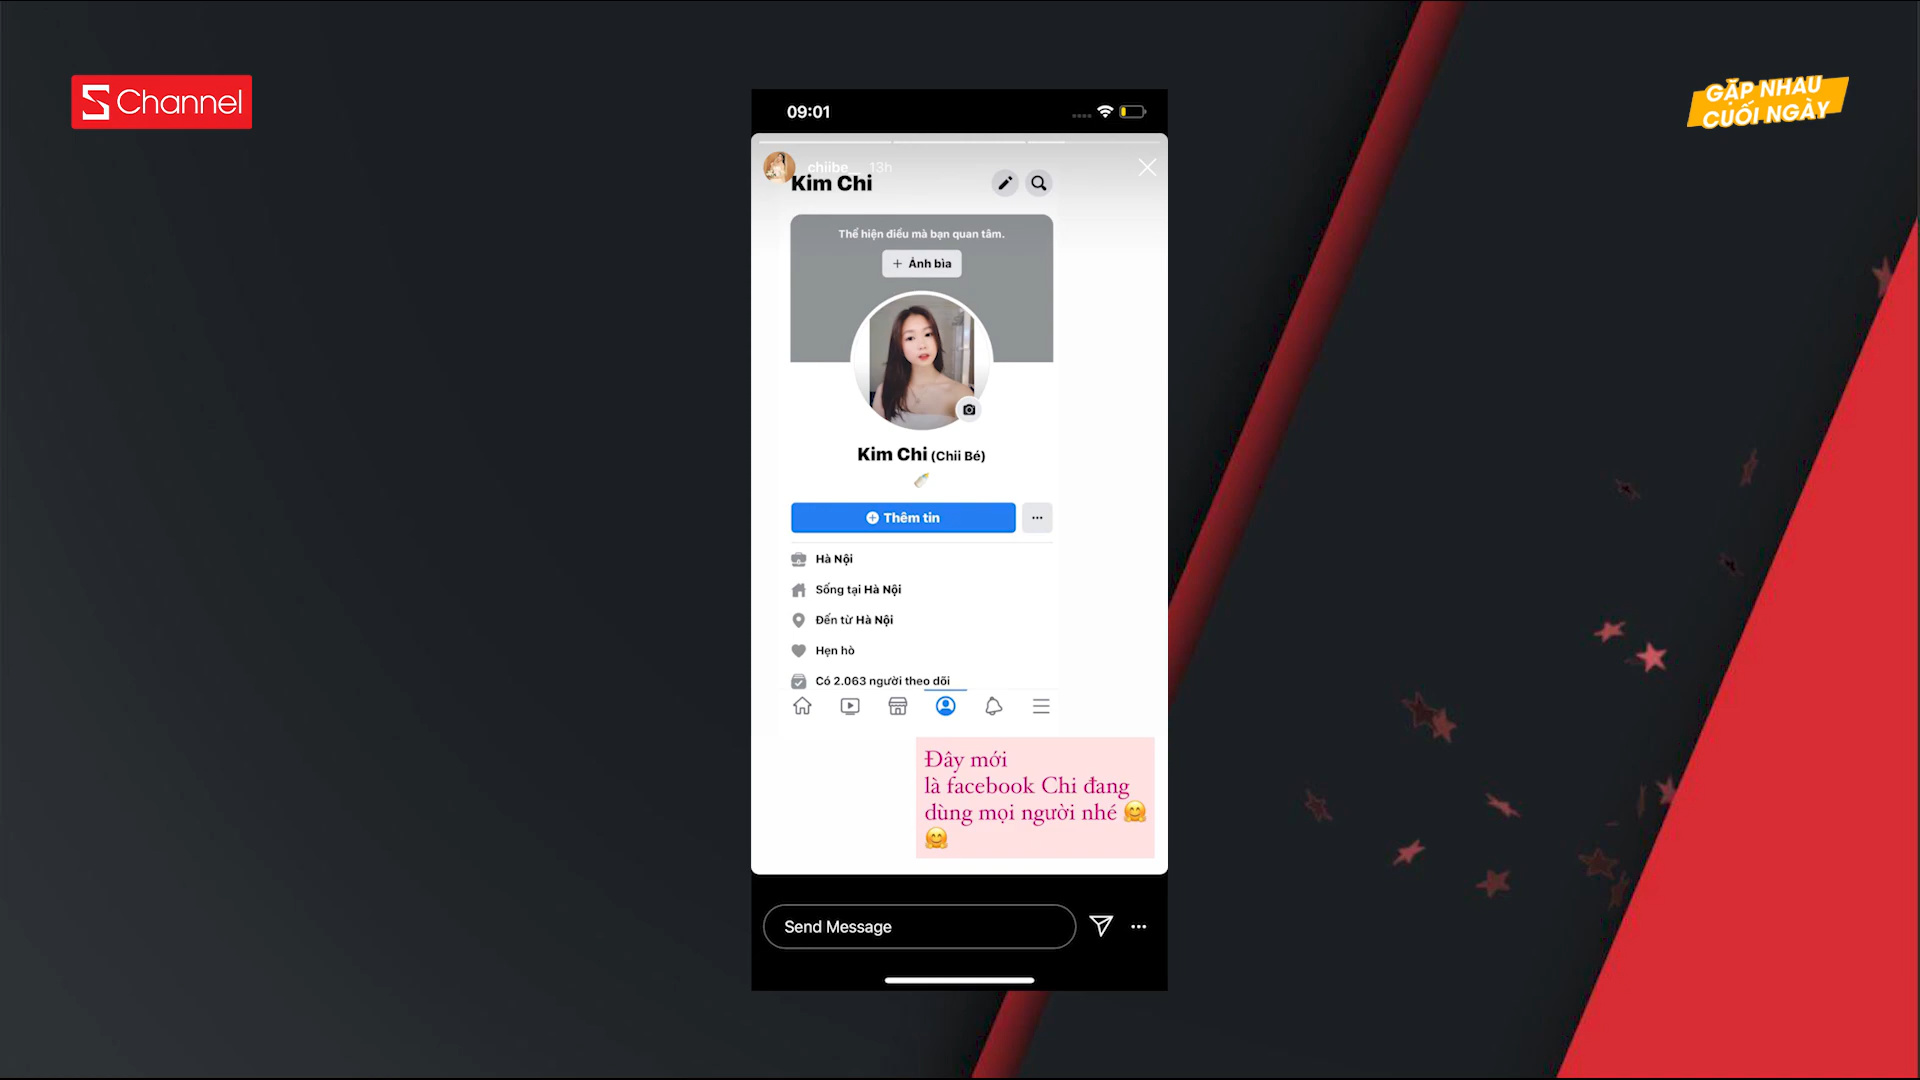 S Channel
GẶP NHAU
CUỐI NGÀY
09:01
chiibe__ 13h
Kim Chi
Thể hiện điều mà bạn quan tâm.
+ Ảnh bìa
Kim Chi (Chii Bé)
Thêm tin
Hà Nội
Sống tại Hà Nội
Đến từ Hà Nội
Hẹn hò
Có 2.063 người theo dõi
Đây mới
là facebook Chi đang
dùng mọi người nhé 🤗
🤗
Send Message